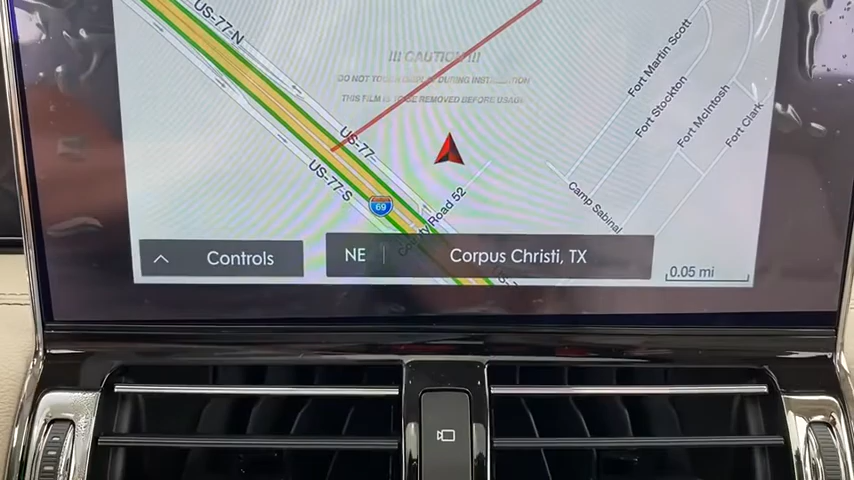 US-77-N
!!! CAUTION !!!
DO NOT TOUCH DISPLAY DURING INSTALLATION
THIS FILM IS TO BE REMOVED BEFORE USAGE
Fort Martin Scott
Fort Stockton
Fort McIntosh
Fort Clark
US-77
US-77-S
69
County Road 52
Camp Sabinal
Controls
NE
Corpus Christi, TX
0.05 mi